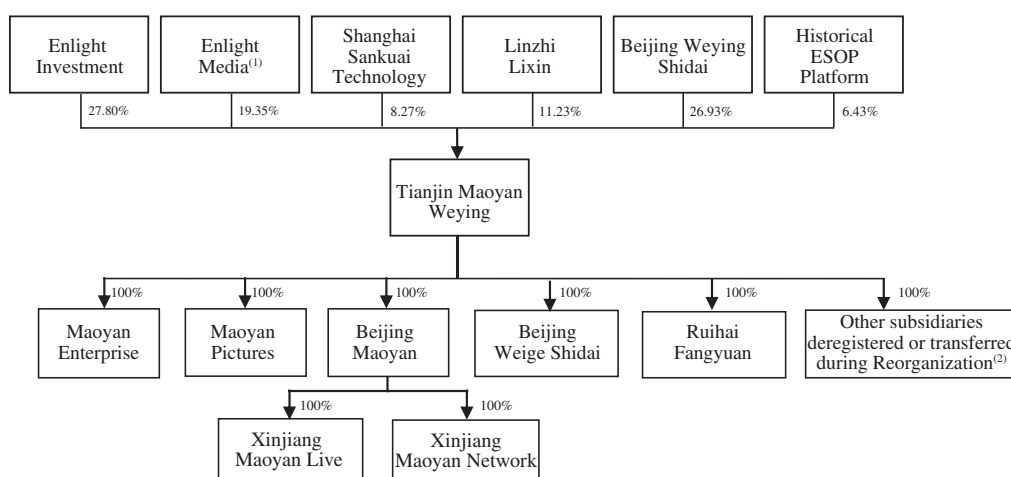 Enlight
Investment
Enlight
Media(1)
Shanghai
Sankuai
Technology
Linzhi
Lixin
Beijing Weying
Shidai
Historical
ESOP
Platform
27.80%
19.35%
8.27%
11.23%
26.93%
6.43%
Tianjin Maoyan
Weying
100%
100%
100%
100%
100%
100%
Maoyan
Enterprise
Maoyan
Pictures
Beijing
Maoyan
Beijing
Weige Shidai
Ruihai
Fangyuan
Other subsidiaries
deregistered or transferred
during Reorganization(2)
100%
100%
Xinjiang
Maoyan Live
Xinjiang
Maoyan Network